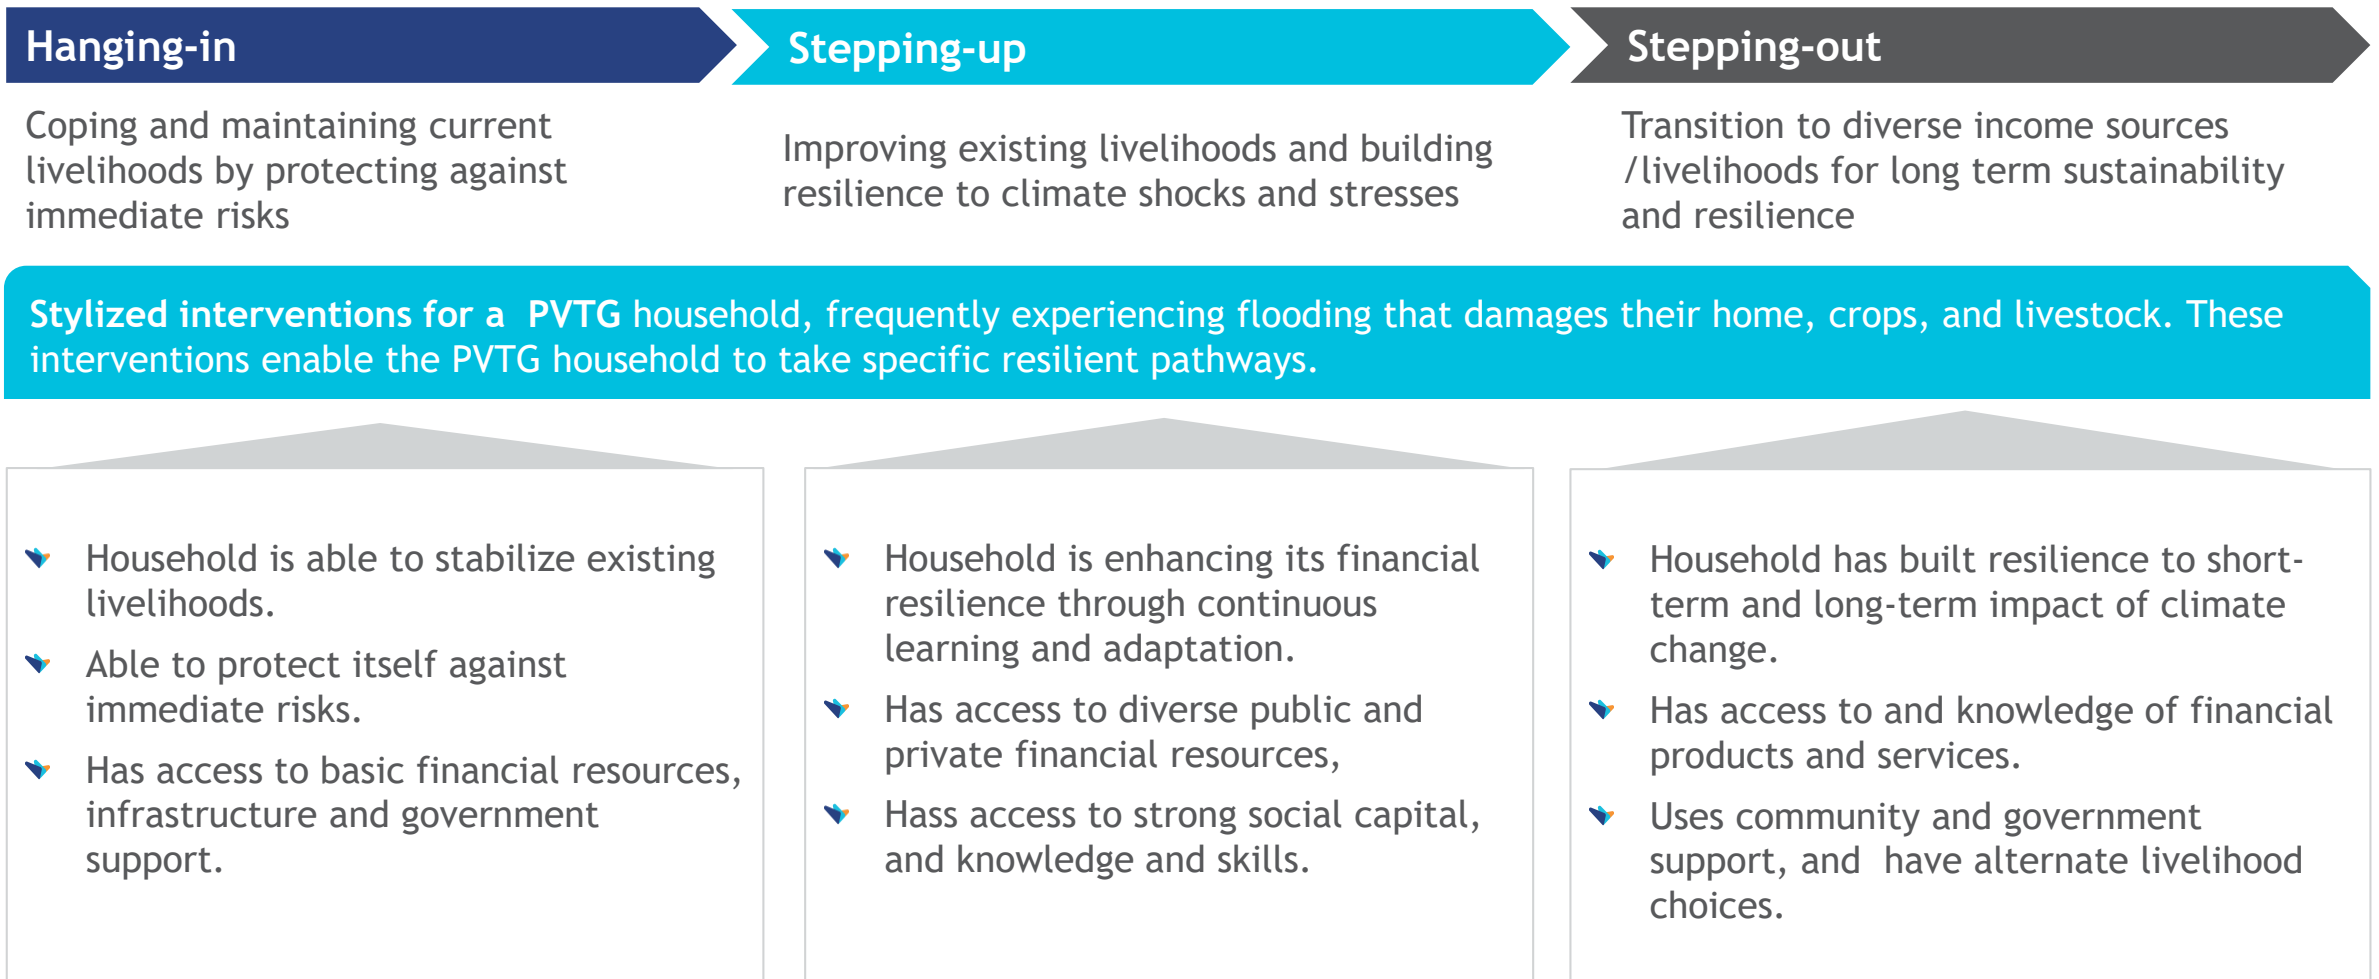 Hanging-in
Stepping-up
Stepping-out
Coping and maintaining current
livelihoods by protecting against
immediate risks
Improving existing livelihoods and building
resilience to climate shocks and stresses
Transition to diverse income sources
/livelihoods for long term sustainability
and resilience
Stylized interventions for a  PVTG household, frequently experiencing flooding that damages their home, crops, and livestock. These
interventions enable the PVTG household to take specific resilient pathways.
Household is able to stabilize existing
livelihoods.
Able to protect itself against
immediate risks.
Has access to basic financial resources,
infrastructure and government
support.
Household is enhancing its financial
resilience through continuous
learning and adaptation.
Has access to diverse public and
private financial resources,
Hass access to strong social capital,
and knowledge and skills.
Household has built resilience to short-
term and long-term impact of climate
change.
Has access to and knowledge of financial
products and services.
Uses community and government
support, and  have alternate livelihood
choices.